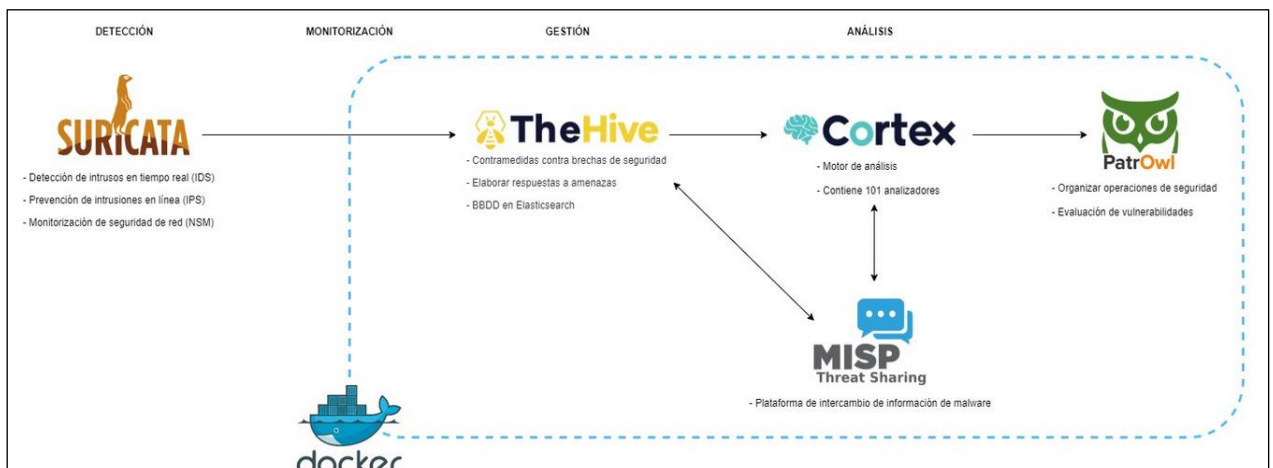 DETECCIÓN
MONITORIZACIÓN
GESTIÓN
ANÁLISIS
SURICATA
- Detección de intrusos en tiempo real (IDS)
- Prevención de intrusiones en línea (IPS)
- Monitorización de seguridad de red (NSM)
TheHive
- Contramedidas contra brechas de seguridad
- Elaborar respuestas a amenazas
- BBDD en Elasticsearch
Cortex
- Motor de análisis
- Contiene 101 analizadores
PatrOwl
- Organizar operaciones de seguridad
- Evaluación de vulnerabilidades
MISP
Threat Sharing
- Plataforma de intercambio de información de malware
docker